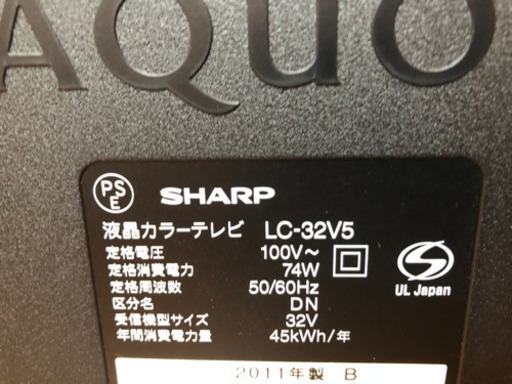 AQUO
PSE SHARP
液晶カラーテレビ LC-32V5
定格電圧 100V～
定格消費電力 74W
定格周波数 50/60Hz
区分名 DN
受信機型サイズ 32V
年間消費電力量 45kWh/年
S
UL Japan
2011年製 B